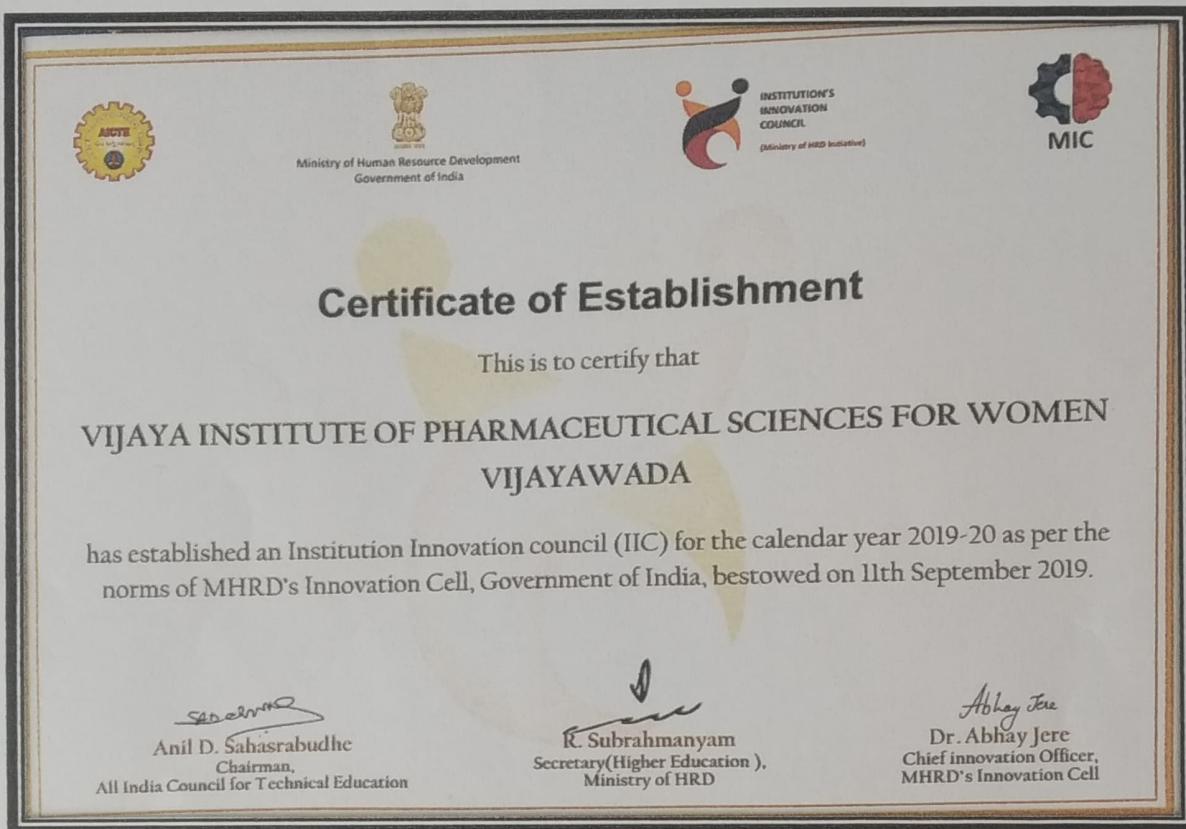 AICTE
Ministry of Human Resource Development
Government of India
INSTITUTION'S
INNOVATION
COUNCIL
(Ministry of HRD Initiative)
MIC
Certificate of Establishment
This is to certify that
VIJAYA INSTITUTE OF PHARMACEUTICAL SCIENCES FOR WOMEN
VIJAYAWADA
has established an Institution Innovation council (IIC) for the calendar year 2019-20 as per the
norms of MHRD's Innovation Cell, Government of India, bestowed on 11th September 2019.
Anil D. Sahasrabudhe
Chairman,
All India Council for Technical Education
R. Subrahmanyam
Secretary(Higher Education ),
Ministry of HRD
Abhay Jere
Dr. Abhay Jere
Chief innovation Officer,
MHRD's Innovation Cell